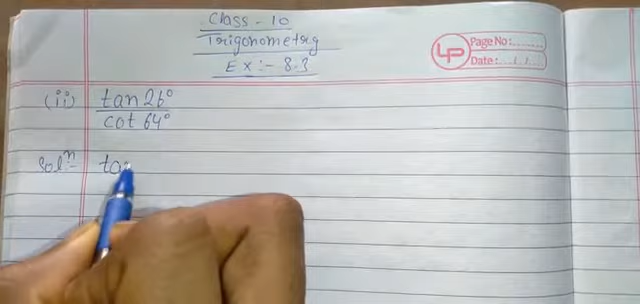 Class - 10
Trigonometry
Ex :- 8.3
LP
Page No:......
Date: ..../..../....
(ii) tan 26°
cot 64°
Solⁿ- ta